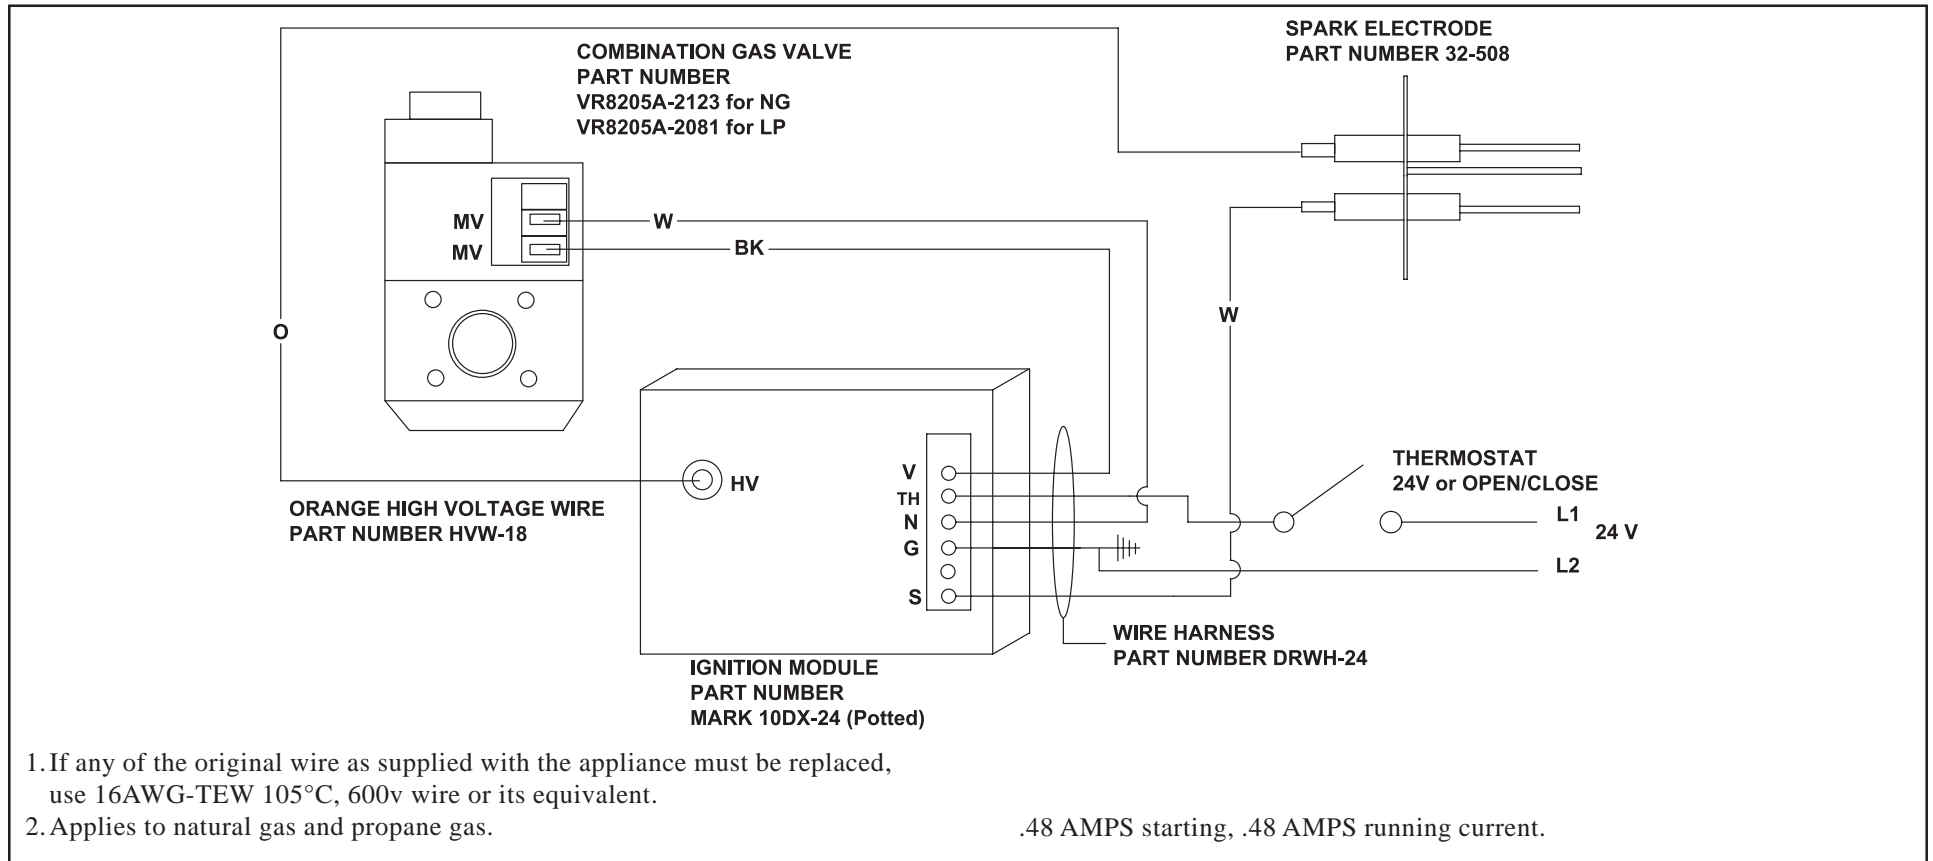 SPARK ELECTRODE
PART NUMBER 32-508
COMBINATION GAS VALVE
PART NUMBER
VR8205A-2123 for NG
VR8205A-2081 for LP
MV
W
MV
BK
O
W
V
TH
N
G
S
HV
ORANGE HIGH VOLTAGE WIRE
PART NUMBER HVW-18
THERMOSTAT
24V or OPEN/CLOSE
L1
24 V
L2
WIRE HARNESS
PART NUMBER DRWH-24
IGNITION MODULE
PART NUMBER
MARK 10DX-24 (Potted)
1. If any of the original wire as supplied with the appliance must be replaced,
use 16AWG-TEW 105°C, 600v wire or its equivalent.
2. Applies to natural gas and propane gas.
.48 AMPS starting, .48 AMPS running current.